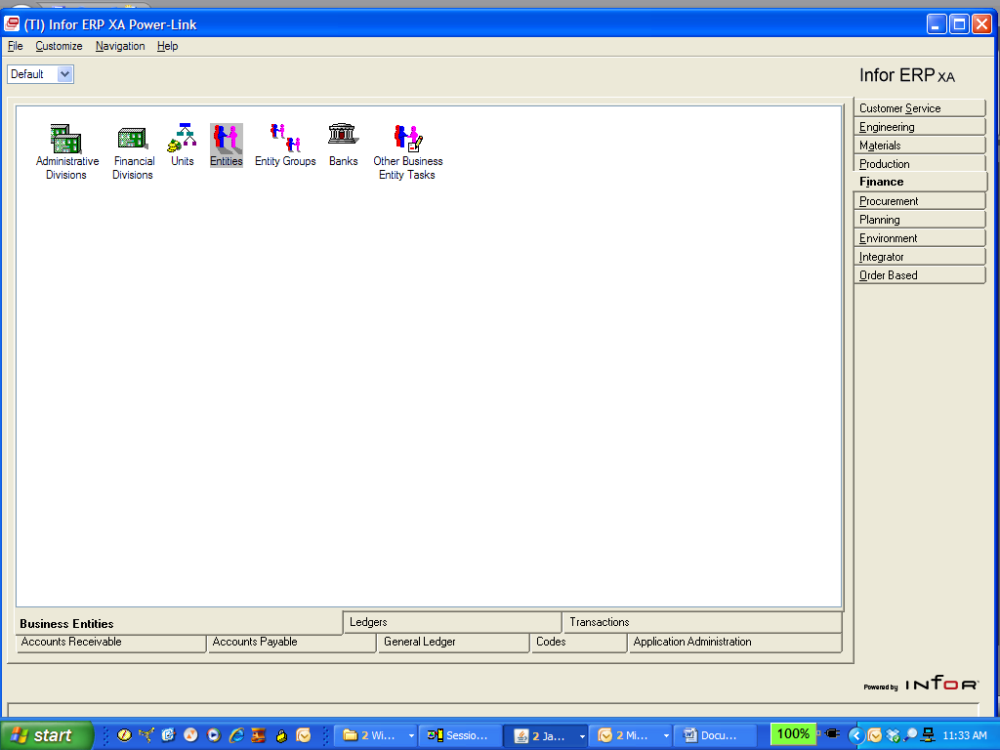 (TI) Infor ERP XA Power-Link
File Customize Navigation Help
Default
Infor ERP XA
Customer Service
Engineering
Materials
Production
Finance
Procurement
Planning
Environment
Integrator
Order Based
Administrative Divisions
Financial Divisions
Units
Entities
Entity Groups
Banks
Other Business Entity Tasks
Business Entities
Ledgers
Transactions
Accounts Receivable
Accounts Payable
General Ledger
Codes
Application Administration
Powered by INFOR
start
2 Wi...
Sessio...
2 Ja...
2 Mi...
Docu...
100%
11:33 AM